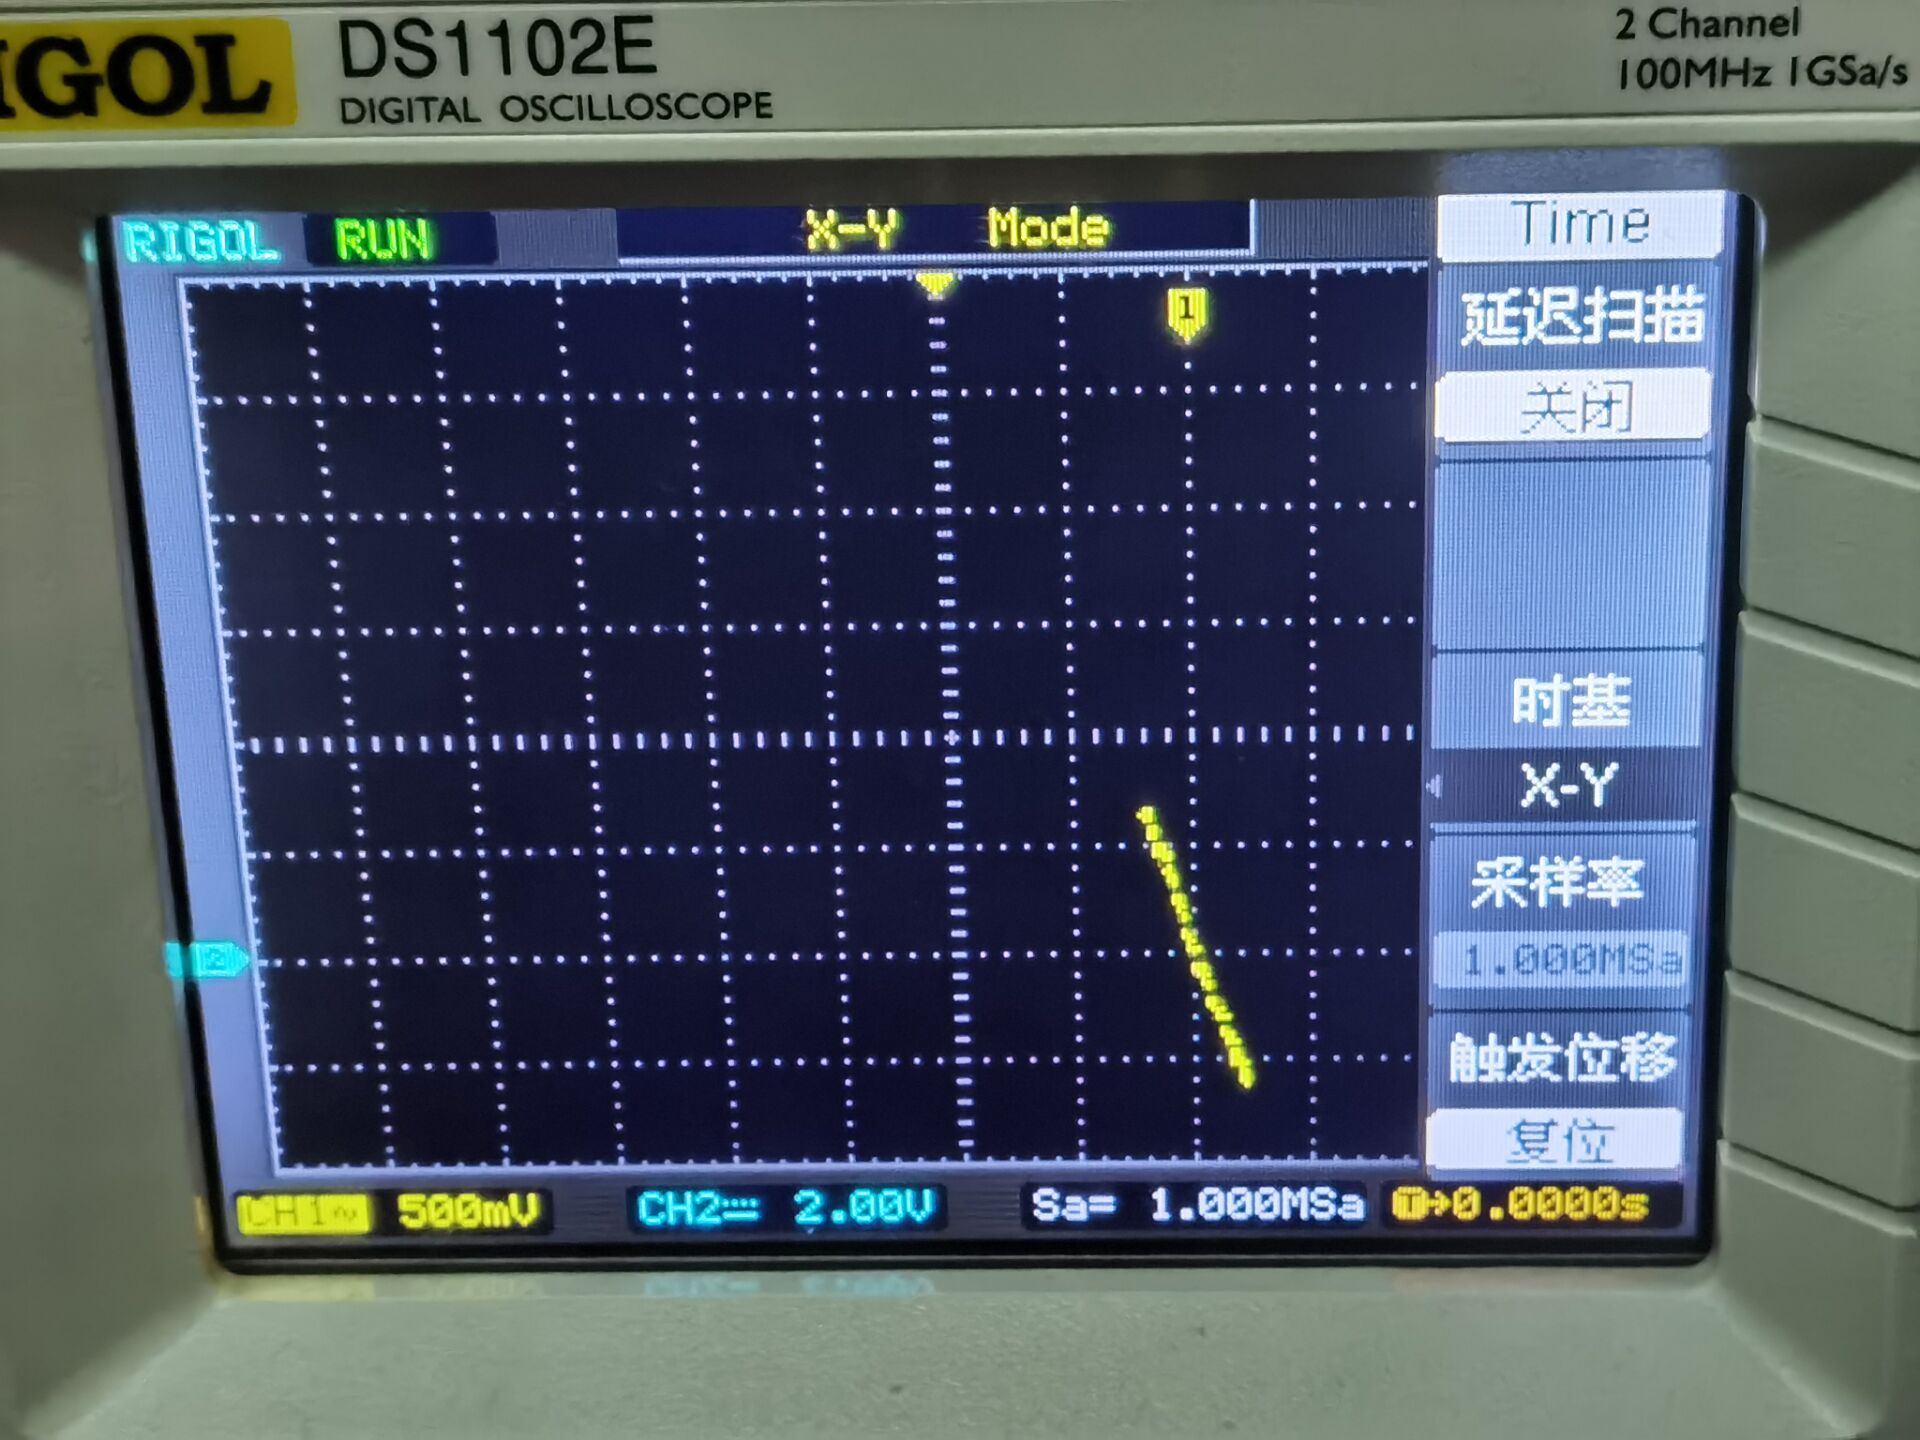 IGOL DS1102E
DIGITAL OSCILLOSCOPE
2 Channel
100MHz 1GSa/s
RIGOL RUN X-Y Mode
1
2
Time
延迟扫描
关闭
时基
X-Y
采样率
1.000MSa
触发位移
复位
CH1~ 500mV CH2 2.00V Sa= 1.000MSa T→0.0000s